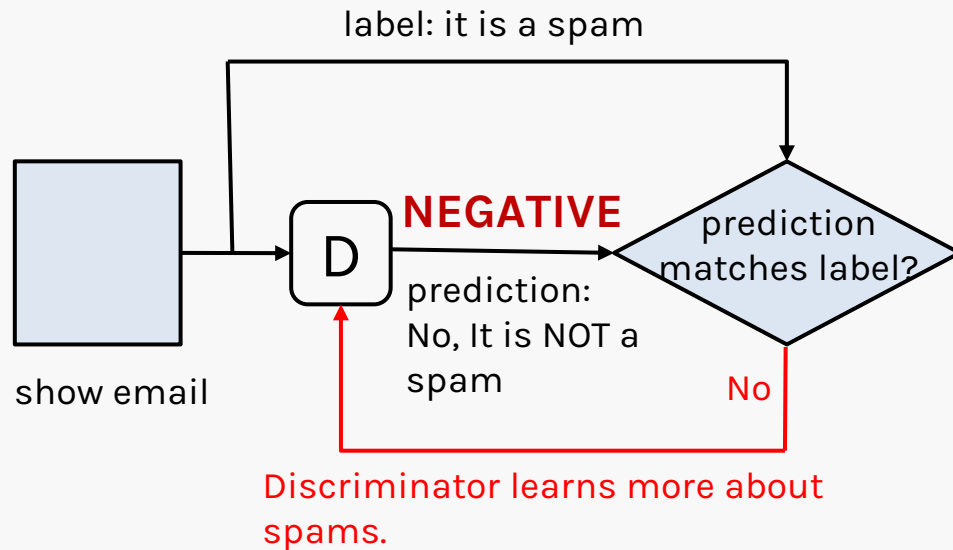 label: it is a spam
NEGATIVE
D
prediction
matches label?
prediction:
No, It is NOT a
spam
show email
No
Discriminator learns more about
spams.